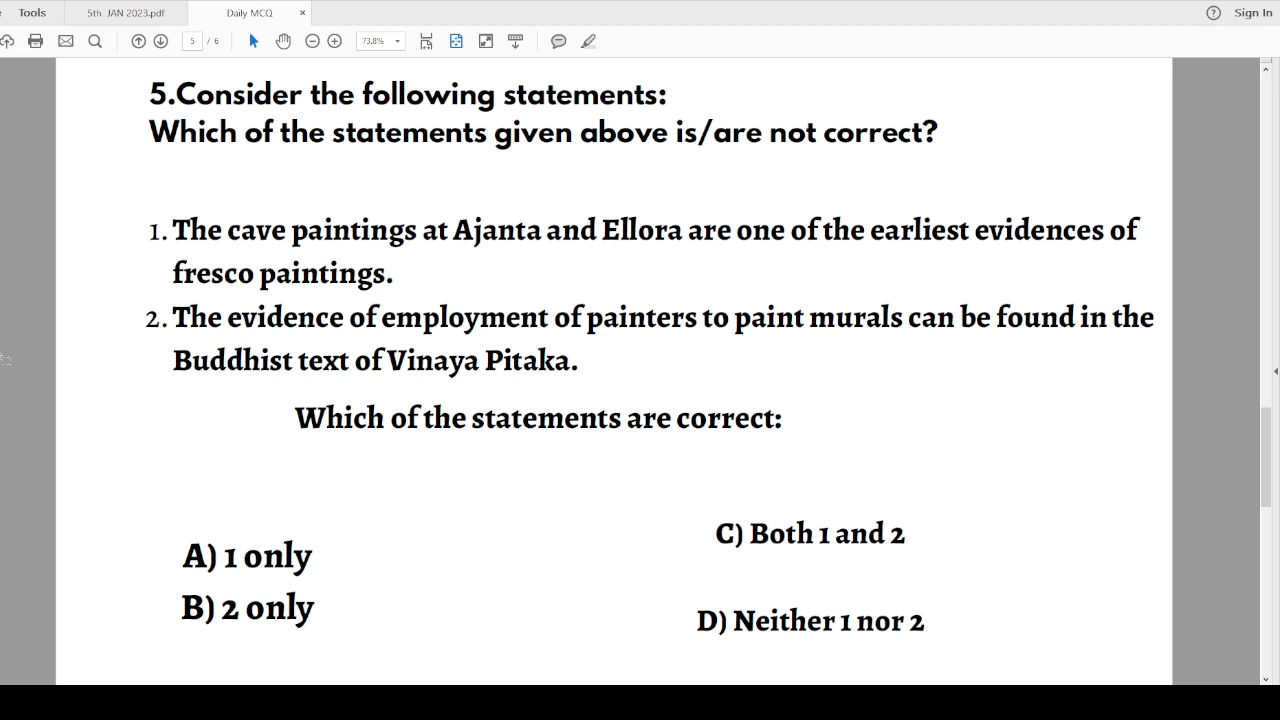 Tools
5th JAN 2023.pdf
Daily MCQ
×
?
Sign In
5 / 6
73.8%
5.Consider the following statements:
Which of the statements given above is/are not correct?
1. The cave paintings at Ajanta and Ellora are one of the earliest evidences of
fresco paintings.
2. The evidence of employment of painters to paint murals can be found in the
Buddhist text of Vinaya Pitaka.
Which of the statements are correct:
A) 1 only
B) 2 only
C) Both 1 and 2
D) Neither 1 nor 2